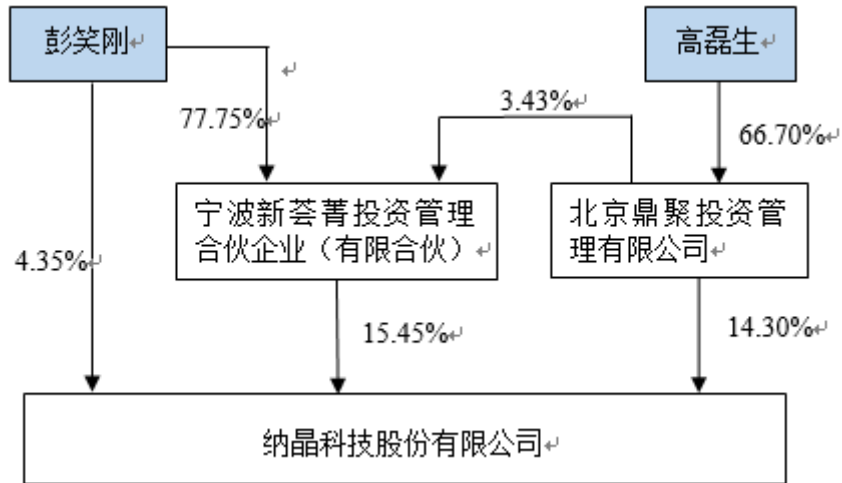 彭笑刚
高磊生
77.75%
3.43%
66.70%
宁波新荟菁投资管理
合伙企业（有限合伙）
北京鼎聚投资管
理有限公司
4.35%
15.45%
14.30%
纳晶科技股份有限公司